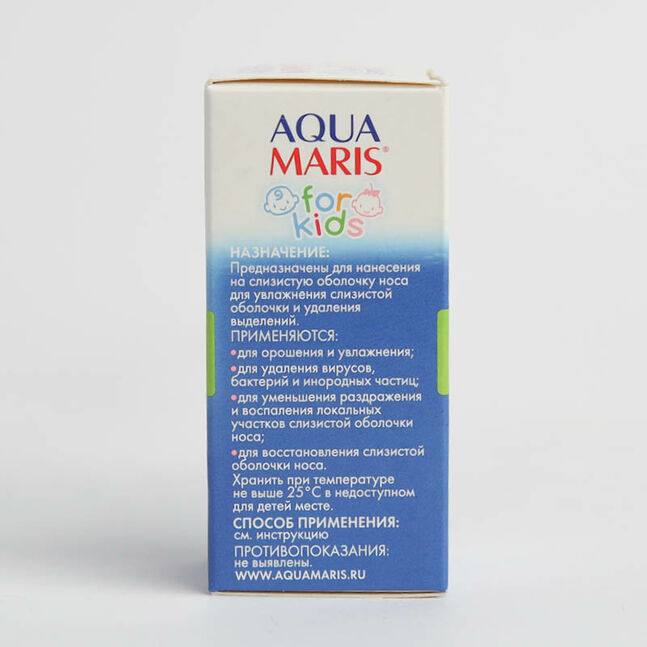 AQUA
MARIS®
for
kids
НАЗНАЧЕНИЕ:
Предназначены для нанесения
на слизистую оболочку носа
для увлажнения слизистой
оболочки и удаления
выделений.
ПРИМЕНЯЮТСЯ:
•для орошения и увлажнения;
•для удаления вирусов,
бактерий и инородных частиц;
•для уменьшения раздражения
и воспаления локальных
участков слизистой оболочки
носа;
•для восстановления слизистой
оболочки носа.
Хранить при температуре
не выше 25°С в недоступном
для детей месте.
СПОСОБ ПРИМЕНЕНИЯ:
см. инструкцию
ПРОТИВОПОКАЗАНИЯ:
не выявлены.
WWW.AQUAMARIS.RU